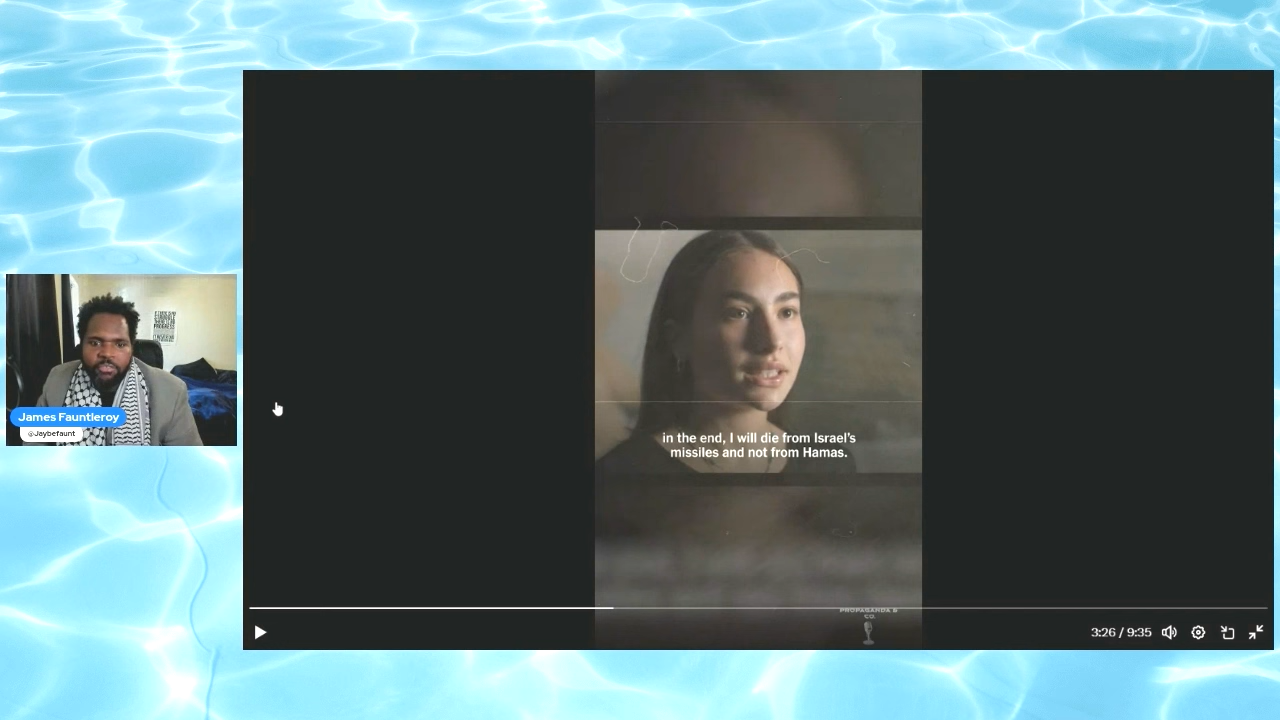 in the end, I will die from Israel's
missiles and not from Hamas.
James Fauntleroy
@Jaybefaunt
PROPAGANDA &
CO.
3:26 / 9:35